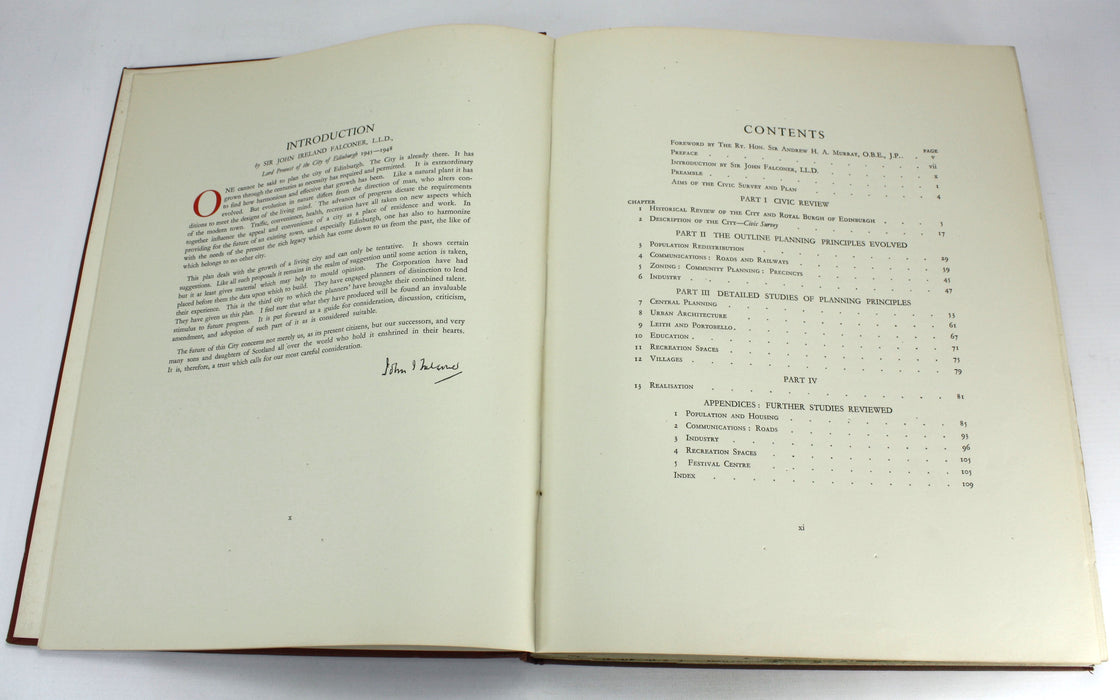 INTRODUCTION
by SIR JOHN IRELAND FALCONER, L.L.D.,
Lord Provost of the City of Edinburgh 1941—1948
ONE cannot be said to plan the city of Edinburgh. The City is already there. It has
grown through the centuries as necessity has required and permitted. It is extraordinary
to find how harmonious and effective that growth has been. Like a natural plant it has
evolved. But evolution in nature differs from the direction of man, who alters con-
ditions to meet the designs of the living mind. The advances of progress dictate the requirements
of the modern town. Traffic, convenience, health, recreation have all taken on new aspects which
together influence the appeal and convenience of a city as a place of residence and work. In
providing for the future of an existing town, and especially Edinburgh, one has also to harmonize
with the needs of the present the rich legacy which has come down to us from the past, the like of
which belongs to no other city.
This plan deals with the growth of a living city and can only be tentative. It shows certain
suggestions. Like all such proposals it remains in the realm of suggestion until some action is taken,
but it at least gives material which may help to mould opinion. The Corporation have had
placed before them the data upon which to build. They have engaged planners of distinction to lend
their experience. This is the third city to which the planners' have brought their combined talent.
They have given us this plan. I feel sure that what they have produced will be found an invaluable
stimulus to future progress. It is put forward as a guide for consideration, discussion, criticism,
amendment, and adoption of such part of it as is considered suitable.
The future of this City concerns not merely us, as its present citizens, but our successors, and very
many sons and daughters of Scotland all over the world who hold it enshrined in their hearts.
It is, therefore, a trust which calls for our most careful consideration.
John I Falconer
x
CONTENTS
PAGE
FOREWORD BY THE RT. HON. SIR ANDREW H. A. MURRAY, O.B.E., J.P. . . v
PREFACE . . . . vii
INTRODUCTION BY SIR JOHN FALCONER, L.L.D. . . . . x
PREAMBLE . . . . 1
AIMS OF THE CIVIC SURVEY AND PLAN . . . . 4
PART I CIVIC REVIEW
CHAPTER
1 HISTORICAL REVIEW OF THE CITY AND ROYAL BURGH OF EDINBURGH . . . 5
2 DESCRIPTION OF THE CITY—Civic Survey . . . . 17
PART II THE OUTLINE PLANNING PRINCIPLES EVOLVED
3 POPULATION REDISTRIBUTION . . . . 29
4 COMMUNICATIONS: ROADS AND RAILWAYS . . . . 39
5 ZONING: COMMUNITY PLANNING: PRECINCTS . . . . 45
6 INDUSTRY . . . . 47
PART III DETAILED STUDIES OF PLANNING PRINCIPLES
7 CENTRAL PLANNING . . . . 53
8 URBAN ARCHITECTURE . . . . 61
9 LEITH AND PORTOBELLO . . . . 67
10 EDUCATION . . . . 71
11 RECREATION SPACES . . . . 75
12 VILLAGES . . . . 79
PART IV
13 REALISATION . . . . 81
APPENDICES: FURTHER STUDIES REVIEWED
1 POPULATION AND HOUSING . . . . 85
2 COMMUNICATIONS: ROADS . . . . 93
3 INDUSTRY . . . . 96
4 RECREATION SPACES . . . . 105
5 FESTIVAL CENTRE . . . . 105
INDEX . . . . 109
xi